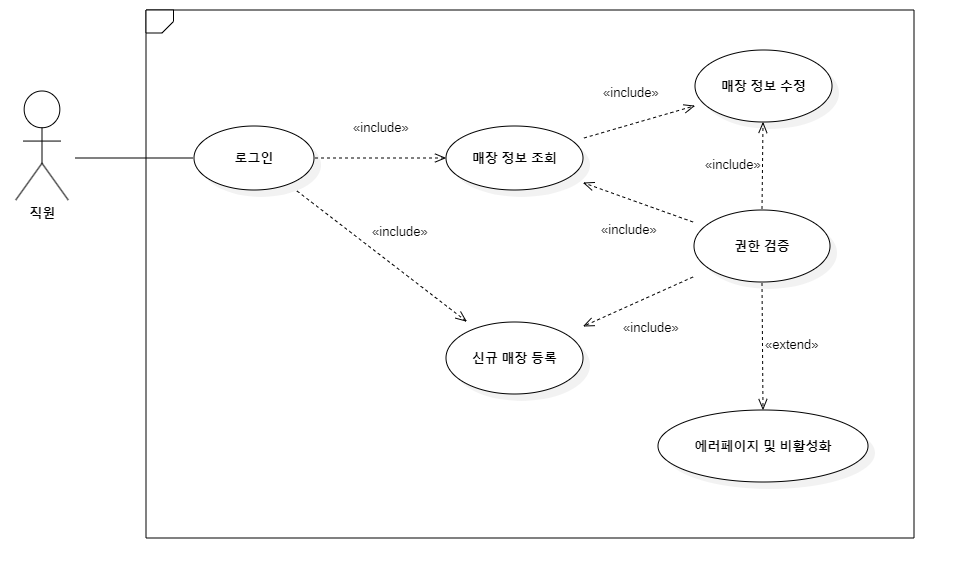 매장 정보 수정
«include»
«include»
로그인
매장 정보 조회
«include»
직원
«include»
«include»
권한 검증
«include»
«extend»
신규 매장 등록
에러페이지 및 비활성화